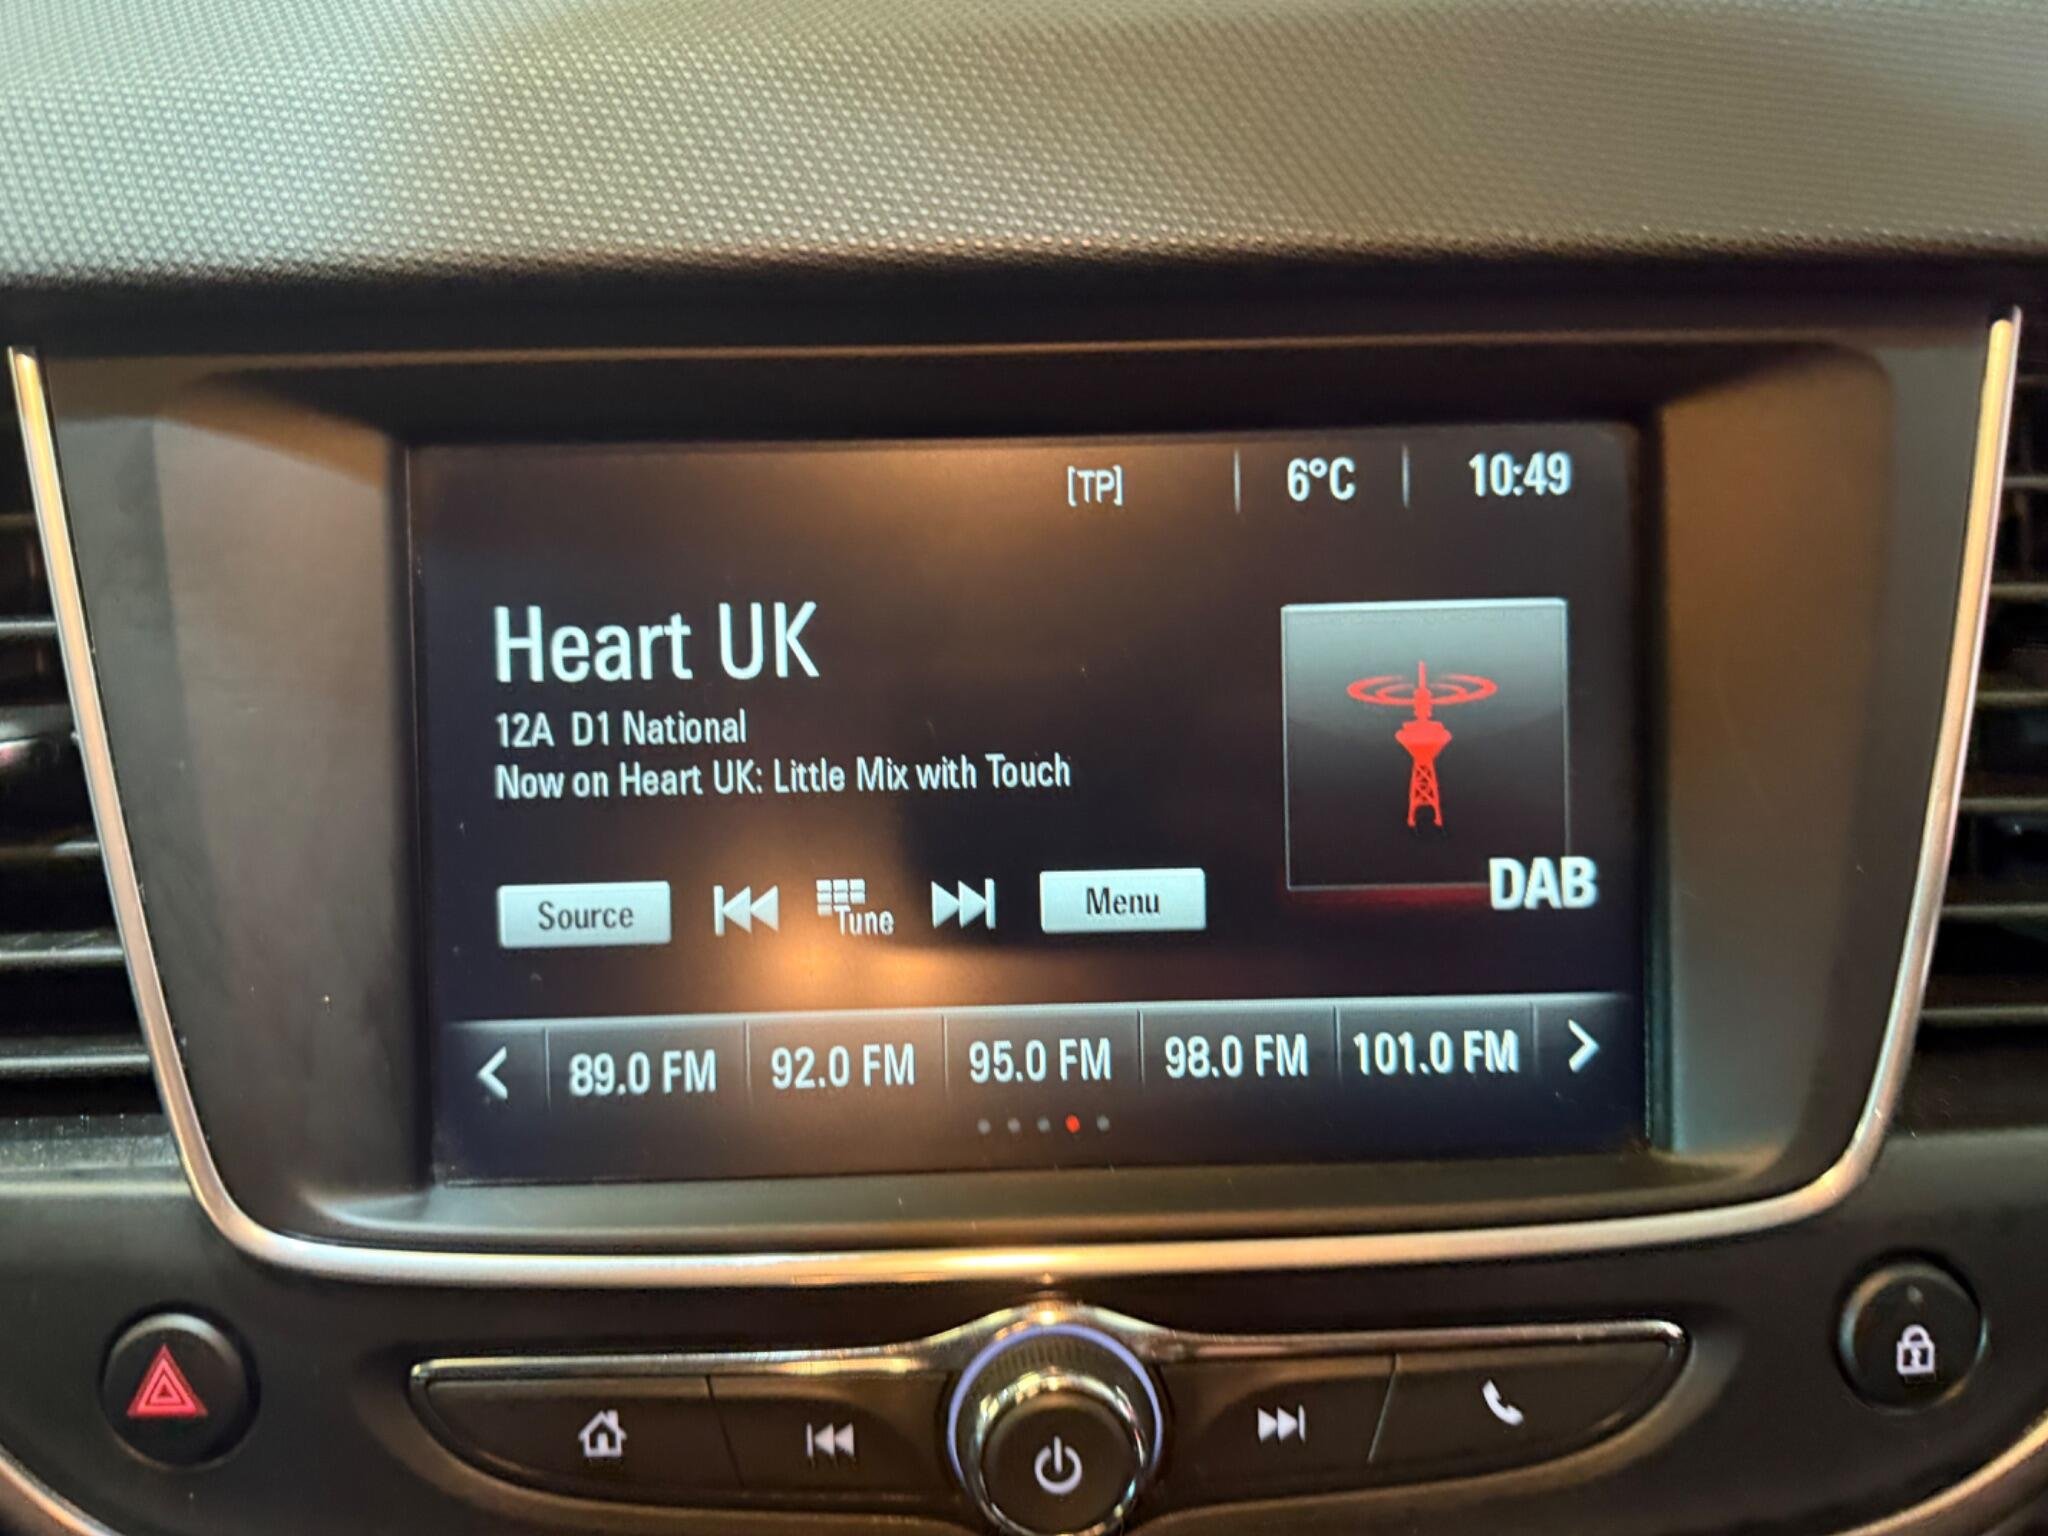 [TP] 6°C 10:49
Heart UK
12A D1 National
Now on Heart UK: Little Mix with Touch
DAB
Source Tune Menu
89.0 FM 92.0 FM 95.0 FM 98.0 FM 101.0 FM